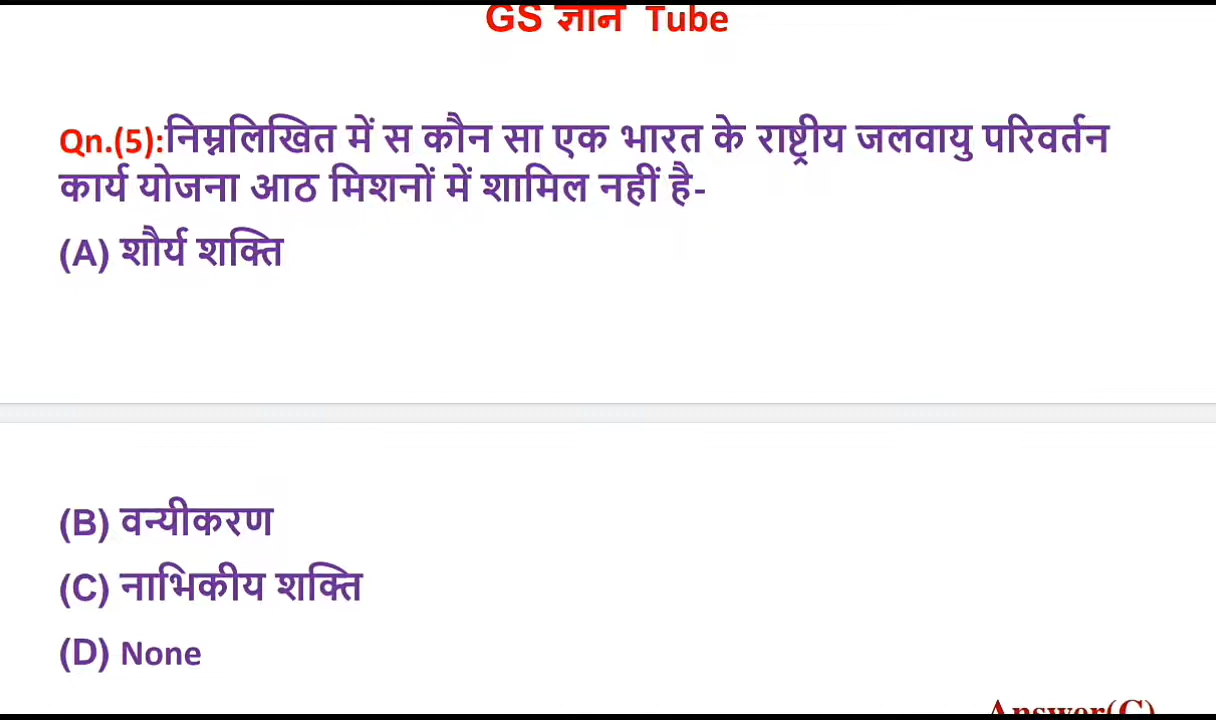 GS ज्ञान Tube
Qn.(5):निम्नलिखित में स कौन सा एक भारत के राष्ट्रीय जलवायु परिवर्तन
कार्य योजना आठ मिशनों में शामिल नहीं है-
(A) शौर्य शक्ति
(B) वन्यीकरण
(C) नाभिकीय शक्ति
(D) None
Answer(C)